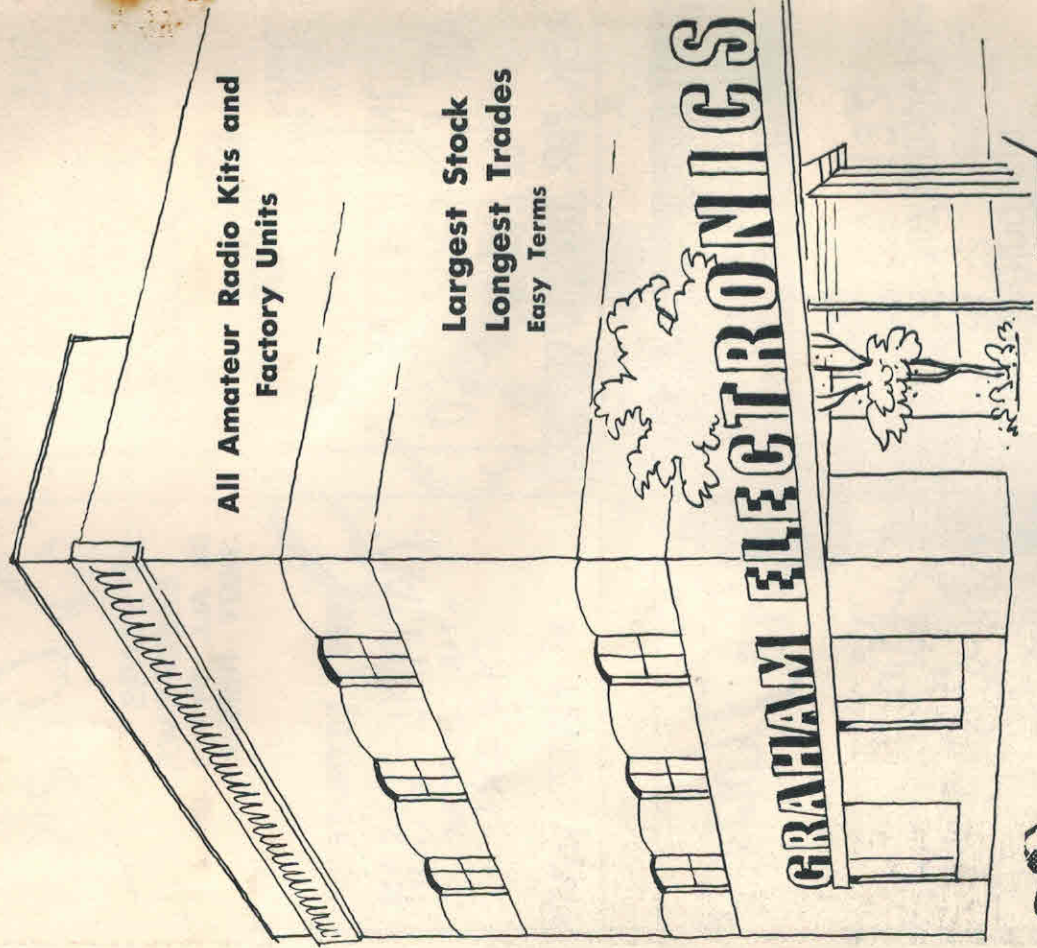 All Amateur Radio Kits and
Factory Units
Largest Stock
Longest Trades
Easy Terms
GRAHAM ELECTRONICS